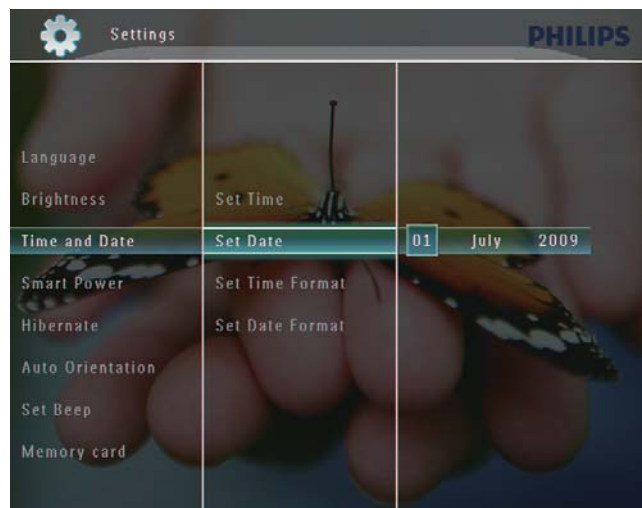 Settings
PHILIPS
Language
Brightness
Time and Date
Smart Power
Hibernate
Auto Orientation
Set Beep
Memory card
Set Time
Set Date
Set Time Format
Set Date Format
01 July 2009